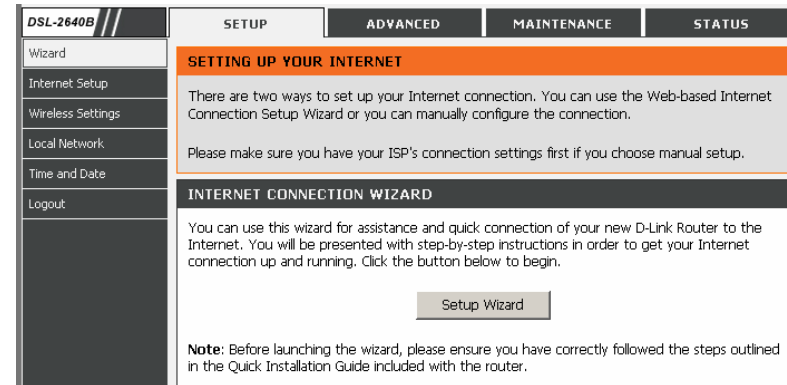 DSL-2640B
SETUP
ADVANCED
MAINTENANCE
STATUS
Wizard
Internet Setup
Wireless Settings
Local Network
Time and Date
Logout
SETTING UP YOUR INTERNET
There are two ways to set up your Internet connection. You can use the Web-based Internet
Connection Setup Wizard or you can manually configure the connection.
Please make sure you have your ISP's connection settings first if you choose manual setup.
INTERNET CONNECTION WIZARD
You can use this wizard for assistance and quick connection of your new D-Link Router to the
Internet. You will be presented with step-by-step instructions in order to get your Internet
connection up and running. Click the button below to begin.
Setup Wizard
Note: Before launching the wizard, please ensure you have correctly followed the steps outlined
in the Quick Installation Guide included with the router.